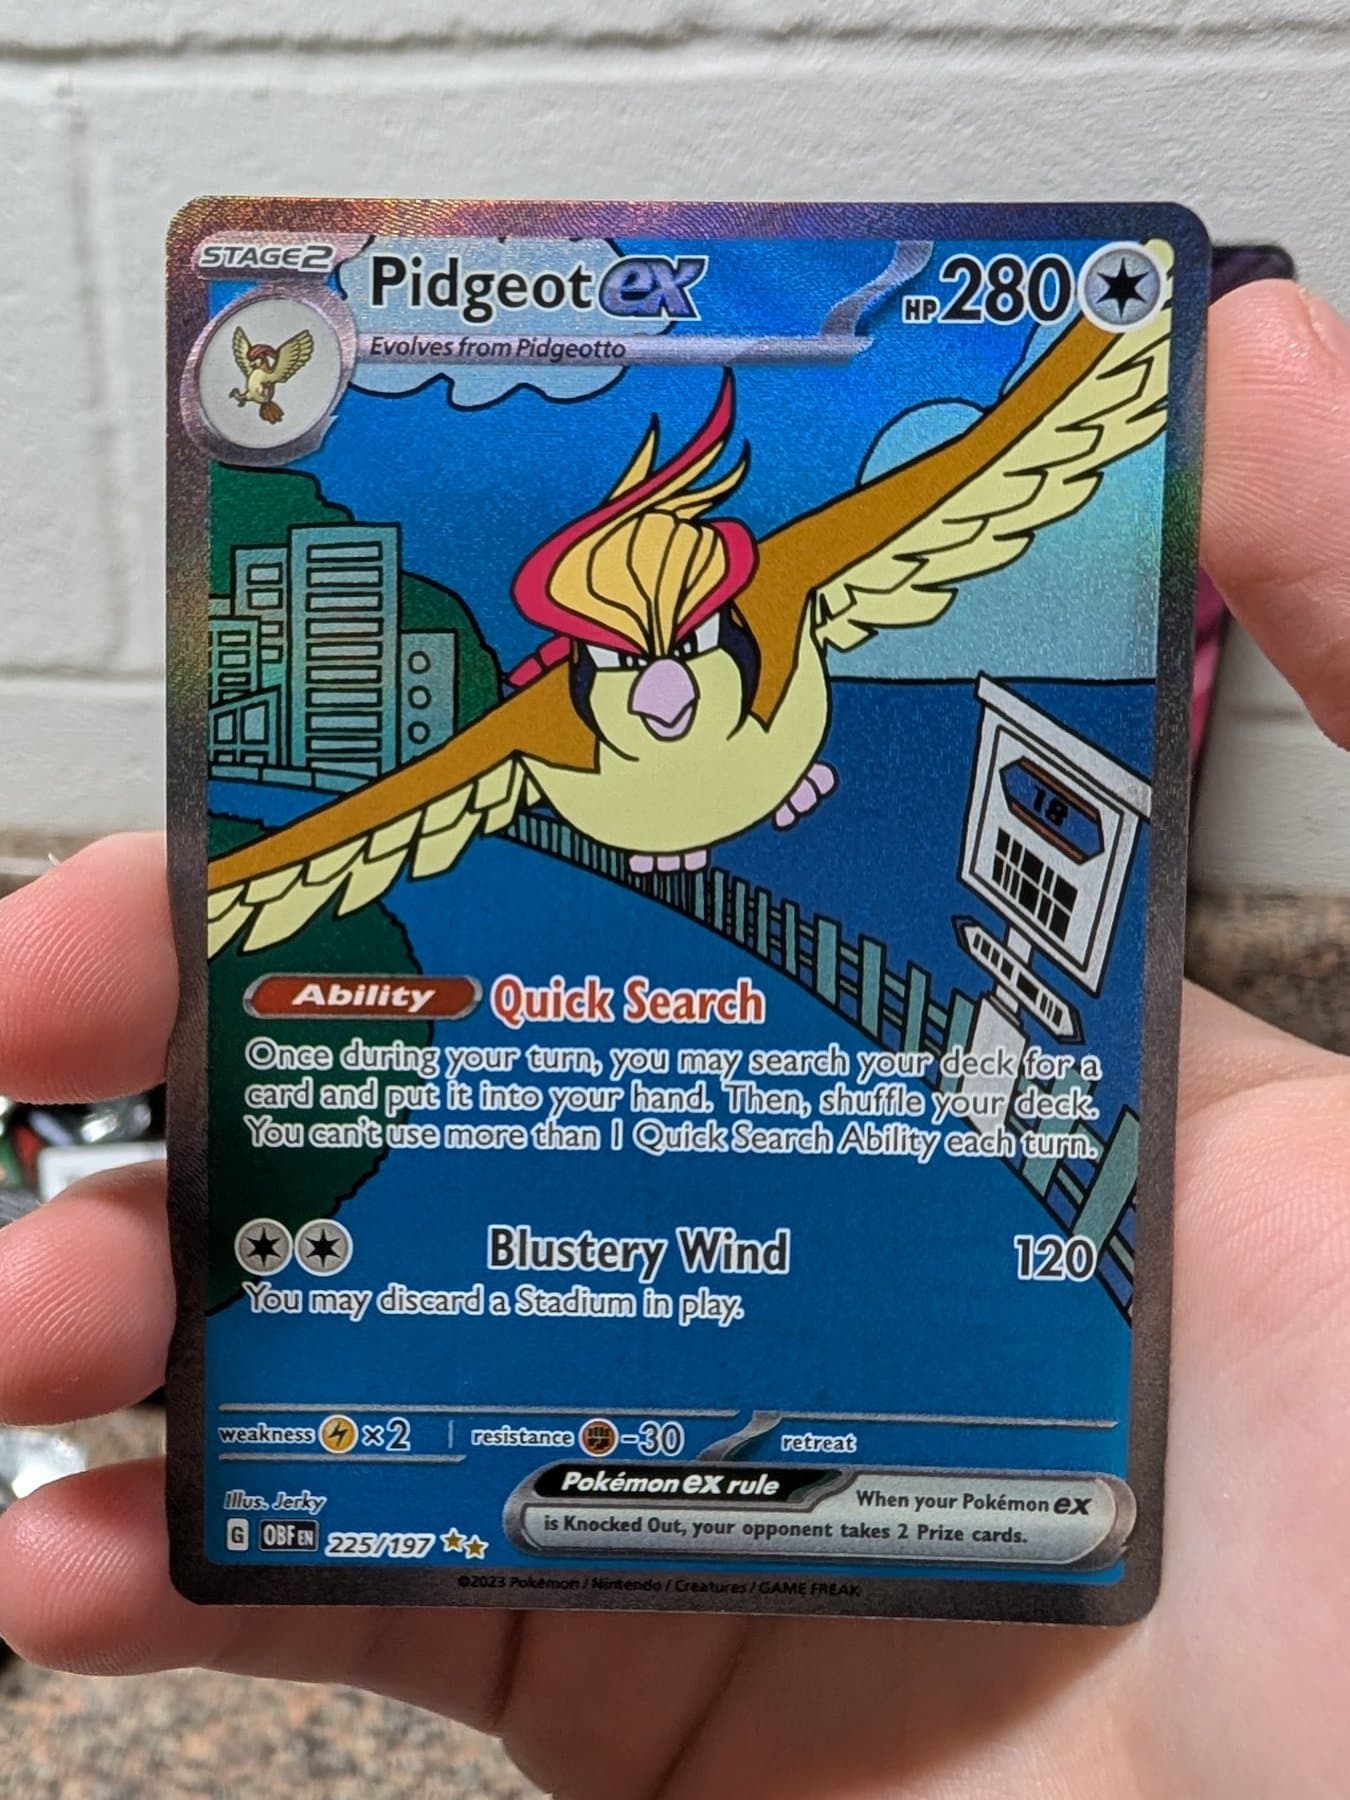 STAGE2
Pidgeot ex HP 280
Evolves from Pidgeotto
18
Ability Quick Search
Once during your turn, you may search your deck for a
card and put it into your hand. Then, shuffle your deck.
You can't use more than 1 Quick Search Ability each turn.
Blustery Wind 120
You may discard a Stadium in play.
weakness ×2 resistance -30 retreat
Pokémon ex rule When your Pokémon ex
is Knocked Out, your opponent takes 2 Prize cards.
Illus. Jerky
G OBF EN 225/197
©2023 Pokémon / Nintendo / Creatures / GAME FREAK